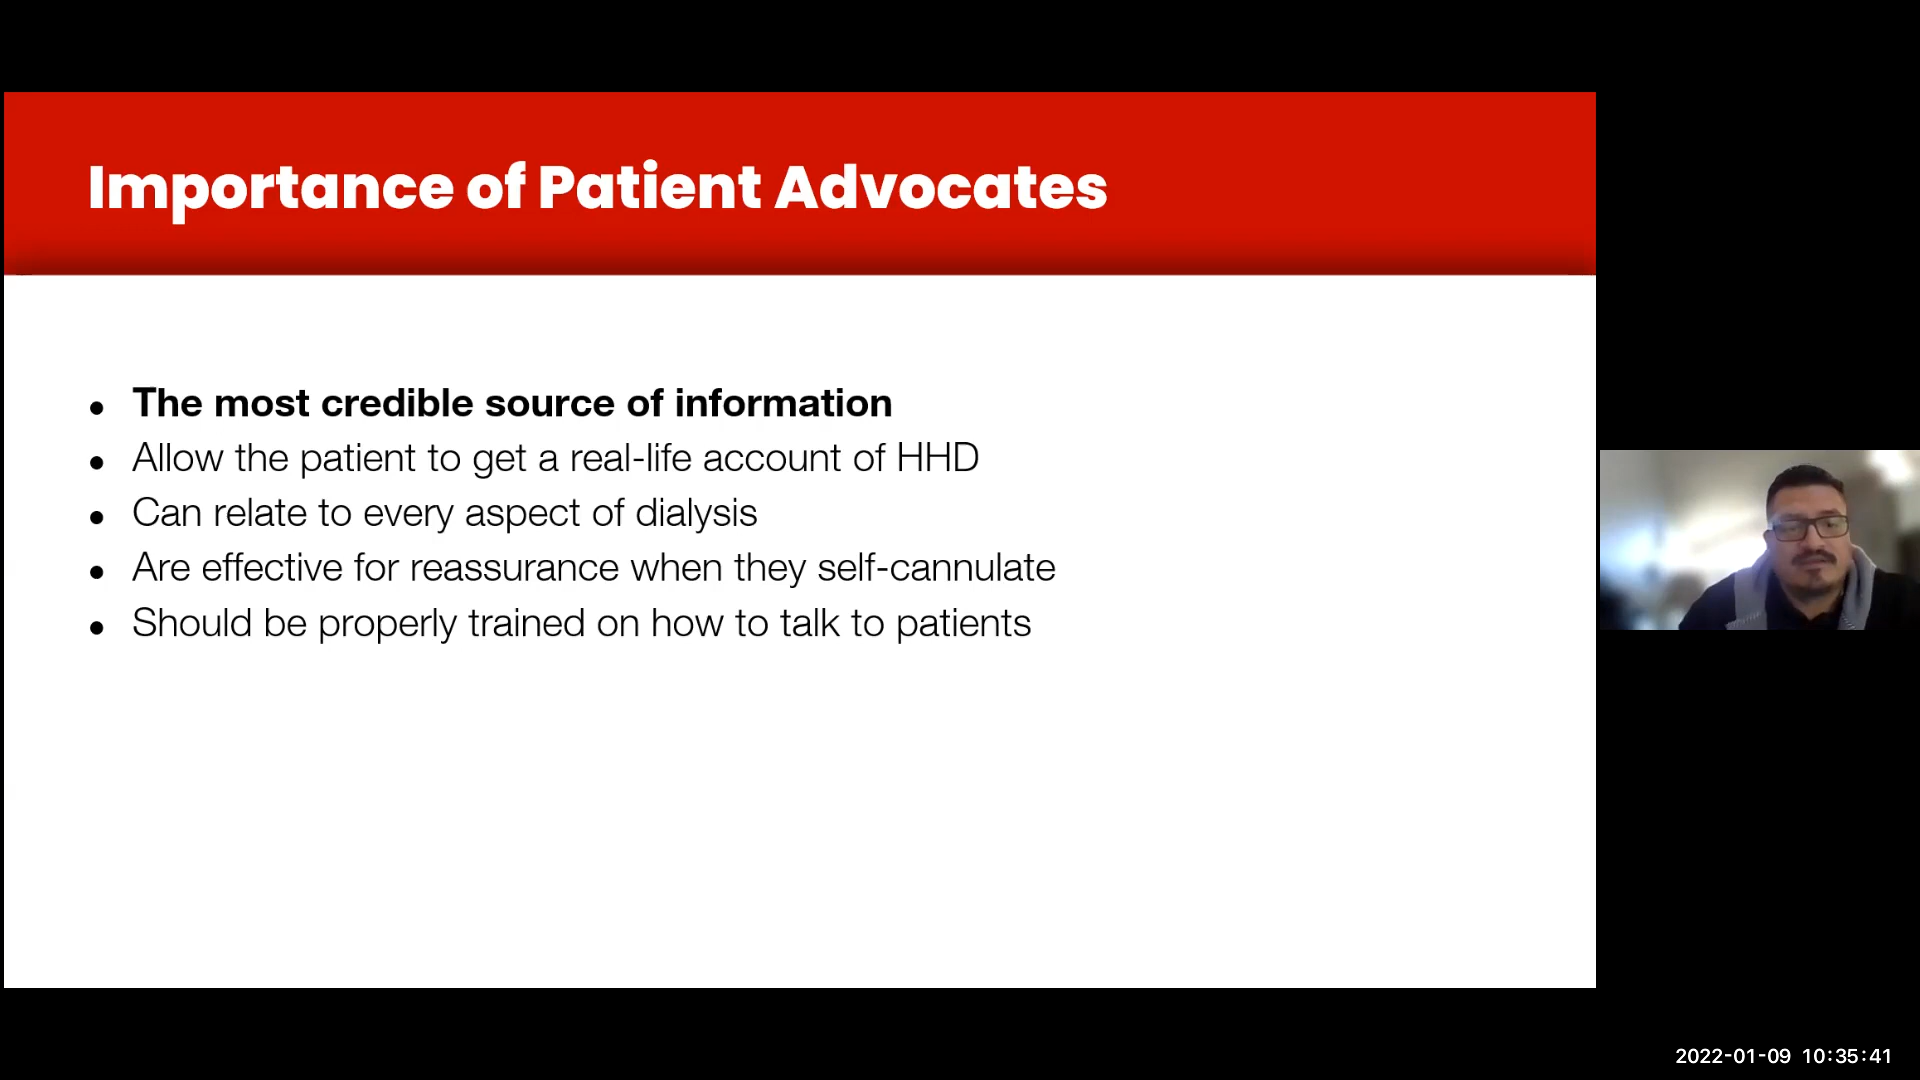 Importance of Patient Advocates
• The most credible source of information
• Allow the patient to get a real-life account of HHD
• Can relate to every aspect of dialysis
• Are effective for reassurance when they self-cannulate
• Should be properly trained on how to talk to patients
2022-01-09 10:35:41